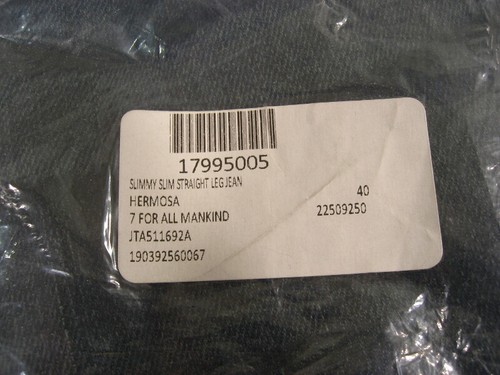 17995005
SLIMMY SLIM STRAIGHT LEG JEAN
HERMOSA 40
7 FOR ALL MANKIND 22509250
JTA511692A
190392560067